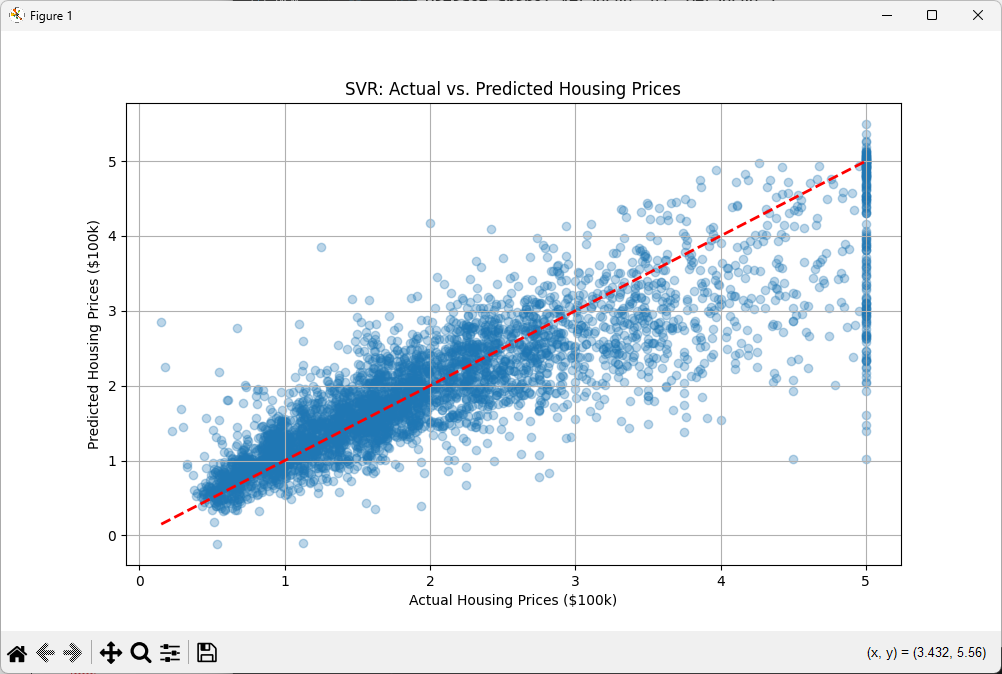 Figure 1
SVR: Actual vs. Predicted Housing Prices
Predicted Housing Prices ($100k)
5
4
3
2
1
0
0 1 2 3 4 5
Actual Housing Prices ($100k)
(x, y) = (3.432, 5.56)